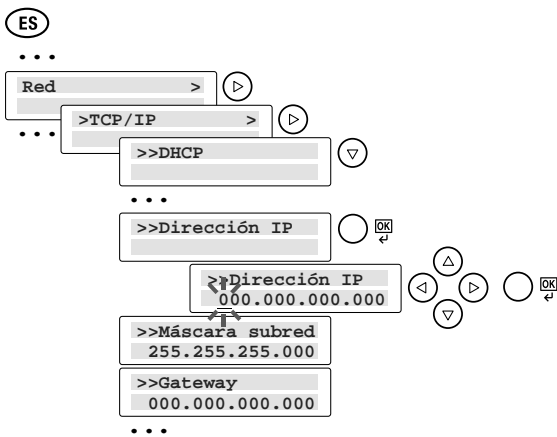 ES
...
Red >
>TCP/IP >
...
>>DHCP
...
>>Dirección IP
OK
>>Dirección IP
000.000.000.000
OK
>>Máscara subred
255.255.255.000
>>Gateway
000.000.000.000
...